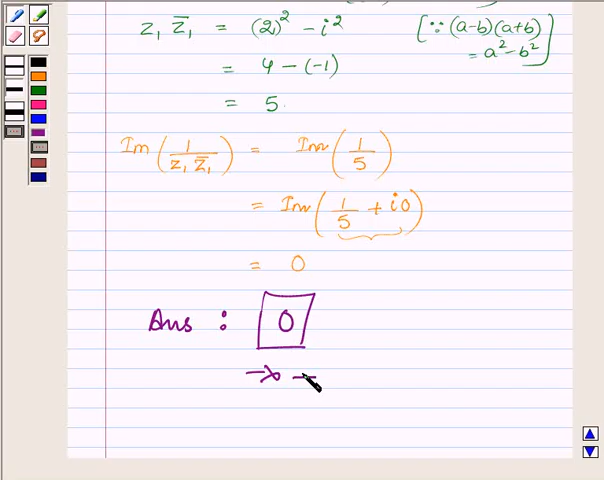 z₁ z̄₁ = (2)² - i² [∵ (a-b)(a+b)
= a² - b²]
= 4 - (-1)
= 5.
Im (1/(z₁ z̄₁)) = Im (1/5)
= Im (1/5 + i0)
= 0
Ans : 0